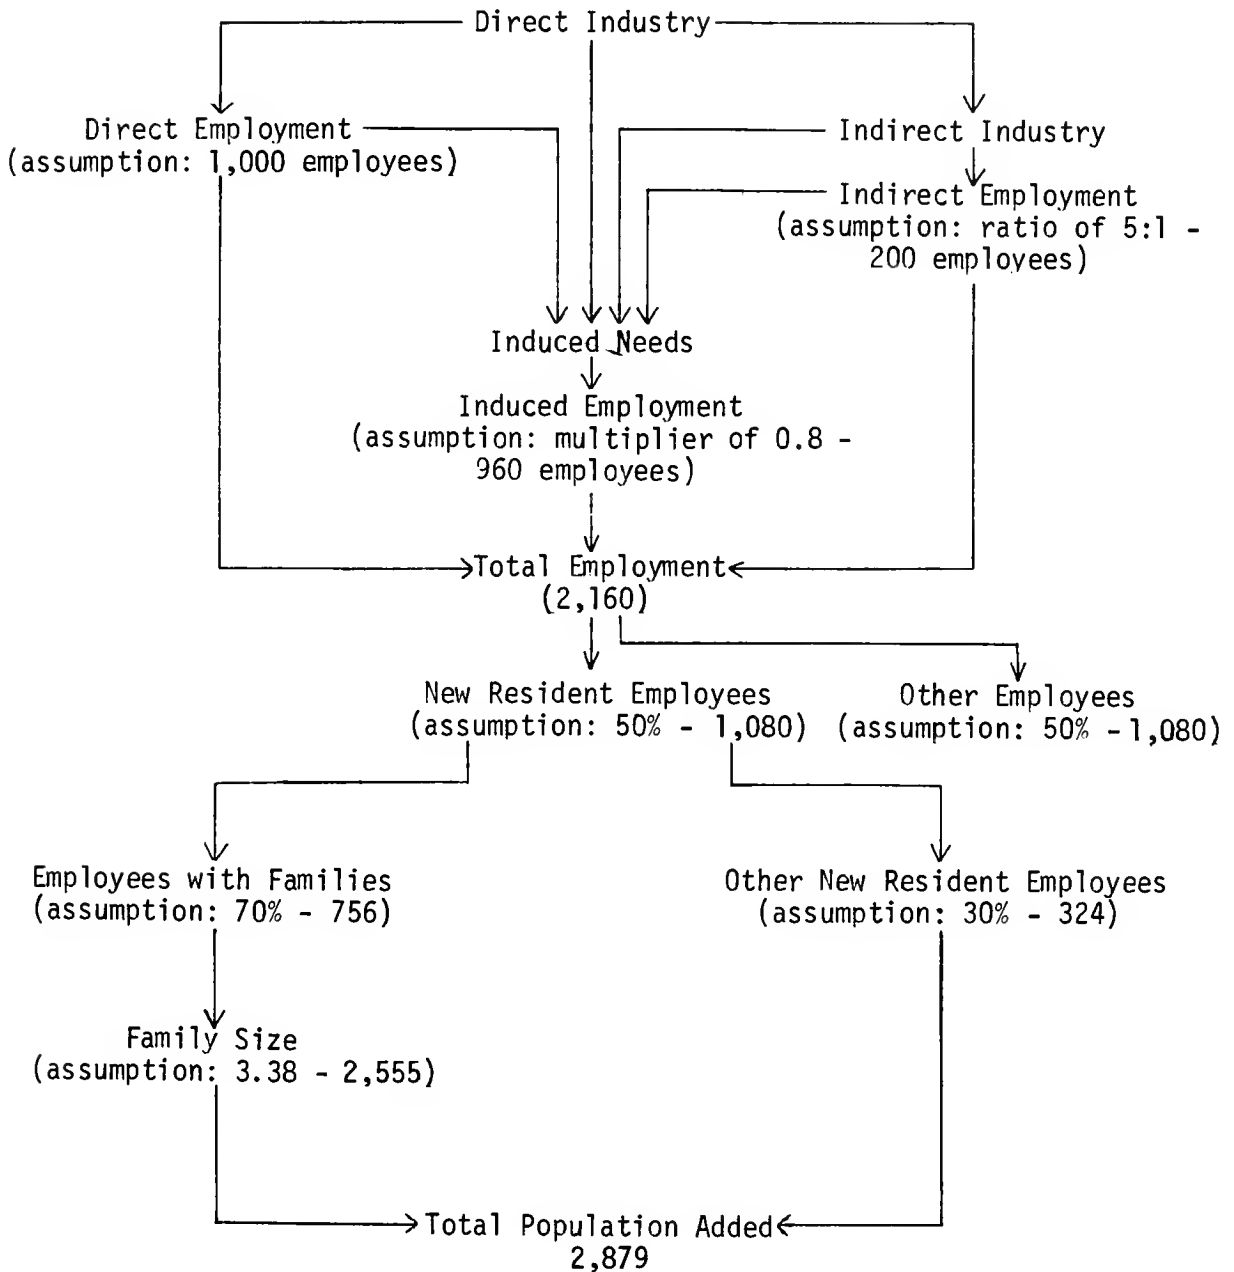 Direct Industry
Direct Employment
(assumption: 1,000 employees)
Indirect Industry
Indirect Employment
(assumption: ratio of 5:1 -
200 employees)
Induced Needs
Induced Employment
(assumption: multiplier of 0.8 -
960 employees)
Total Employment
(2,160)
New Resident Employees
(assumption: 50% - 1,080)
Other Employees
(assumption: 50% - 1,080)
Employees with Families
(assumption: 70% - 756)
Other New Resident Employees
(assumption: 30% - 324)
Family Size
(assumption: 3.38 - 2,555)
Total Population Added
2,879